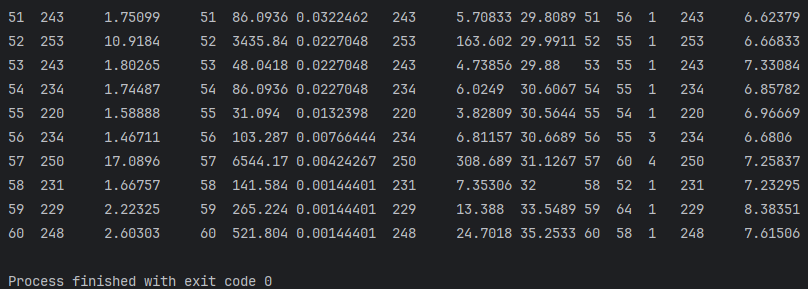 51 243 1.75099 51 86.0936 0.0322462 243 5.70833 29.8089 51 56 1 243 6.62379
52 253 10.9184 52 3435.84 0.0227048 253 163.602 29.9911 52 55 1 253 6.66833
53 243 1.80265 53 48.0418 0.0227048 243 4.73856 29.88 53 55 1 243 7.33084
54 234 1.74487 54 86.0936 0.0227048 234 6.0249 30.6067 54 55 1 234 6.85782
55 220 1.58888 55 31.094 0.0132398 220 3.82809 30.5644 55 54 1 220 6.96669
56 234 1.46711 56 103.287 0.00766444 234 6.81157 30.6689 56 55 3 234 6.6806
57 250 17.0896 57 6544.17 0.00424267 250 308.689 31.1267 57 60 4 250 7.25837
58 231 1.66757 58 141.584 0.00144401 231 7.35306 32 58 52 1 231 7.23295
59 229 2.22325 59 265.224 0.00144401 229 13.388 33.5489 59 64 1 229 8.38351
60 248 2.60303 60 521.804 0.00144401 248 24.7018 35.2533 60 58 1 248 7.61506
Process finished with exit code 0